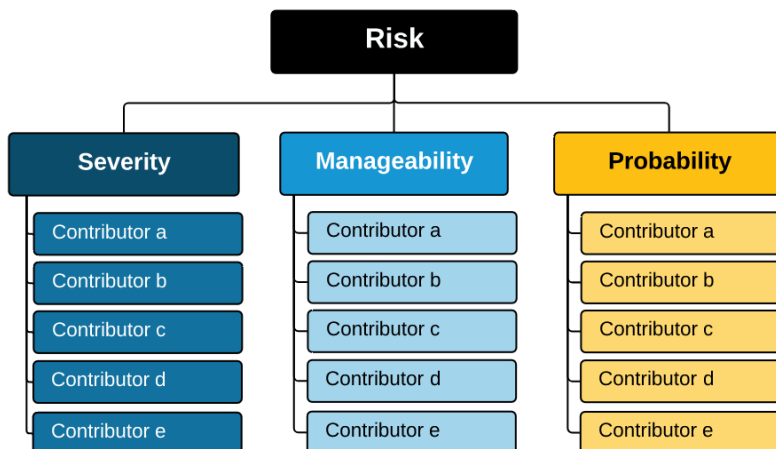 Risk
Severity
Manageability
Probability
Contributor a
Contributor a
Contributor a
Contributor b
Contributor b
Contributor b
Contributor c
Contributor c
Contributor c
Contributor d
Contributor d
Contributor d
Contributor e
Contributor e
Contributor e